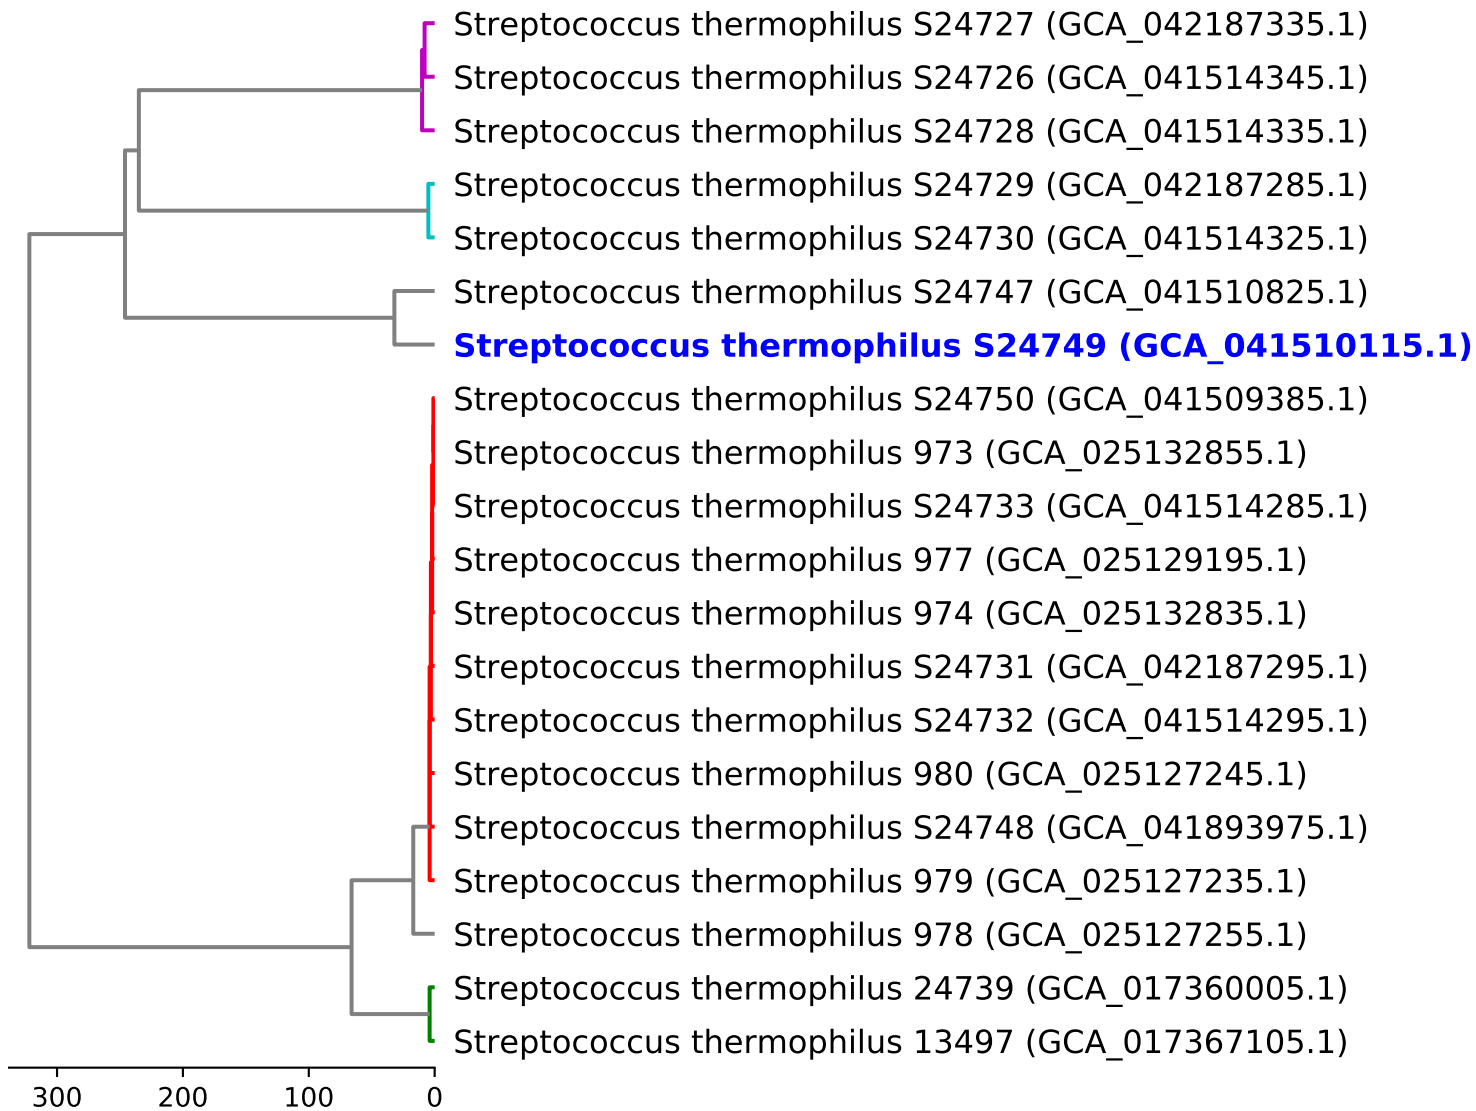 Streptococcus thermophilus S24727 (GCA_042187335.1)
Streptococcus thermophilus S24726 (GCA_041514345.1)
Streptococcus thermophilus S24728 (GCA_041514335.1)
Streptococcus thermophilus S24729 (GCA_042187285.1)
Streptococcus thermophilus S24730 (GCA_041514325.1)
Streptococcus thermophilus S24747 (GCA_041510825.1)
Streptococcus thermophilus S24749 (GCA_041510115.1)
Streptococcus thermophilus S24750 (GCA_041509385.1)
Streptococcus thermophilus 973 (GCA_025132855.1)
Streptococcus thermophilus S24733 (GCA_041514285.1)
Streptococcus thermophilus 977 (GCA_025129195.1)
Streptococcus thermophilus 974 (GCA_025132835.1)
Streptococcus thermophilus S24731 (GCA_042187295.1)
Streptococcus thermophilus S24732 (GCA_041514295.1)
Streptococcus thermophilus 980 (GCA_025127245.1)
Streptococcus thermophilus S24748 (GCA_041893975.1)
Streptococcus thermophilus 979 (GCA_025127235.1)
Streptococcus thermophilus 978 (GCA_025127255.1)
Streptococcus thermophilus 24739 (GCA_017360005.1)
Streptococcus thermophilus 13497 (GCA_017367105.1)
300 200 100 0